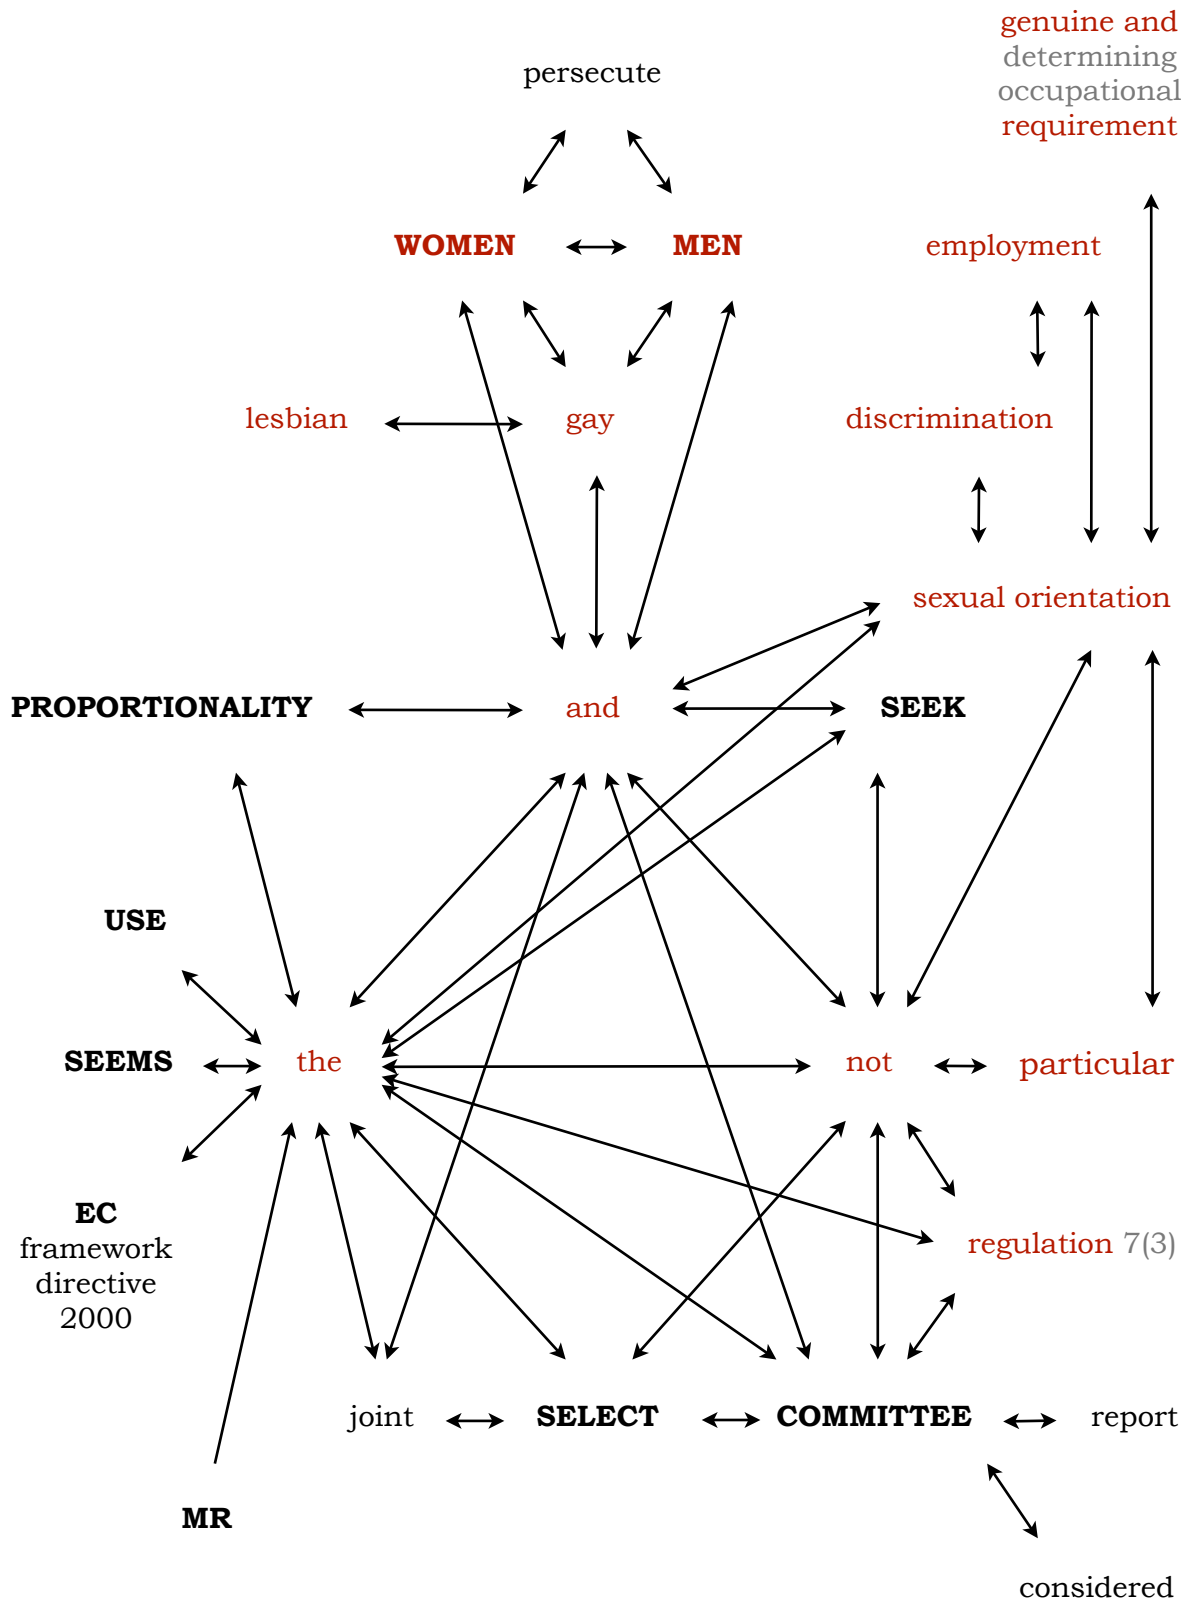 genuine and
determining
occupational
requirement
persecute
WOMEN MEN employment
lesbian gay discrimination
sexual orientation
PROPORTIONALITY and SEEK
USE
SEEMS the not particular
EC
framework
directive
2000
regulation 7(3)
joint SELECT COMMITTEE report
MR
considered